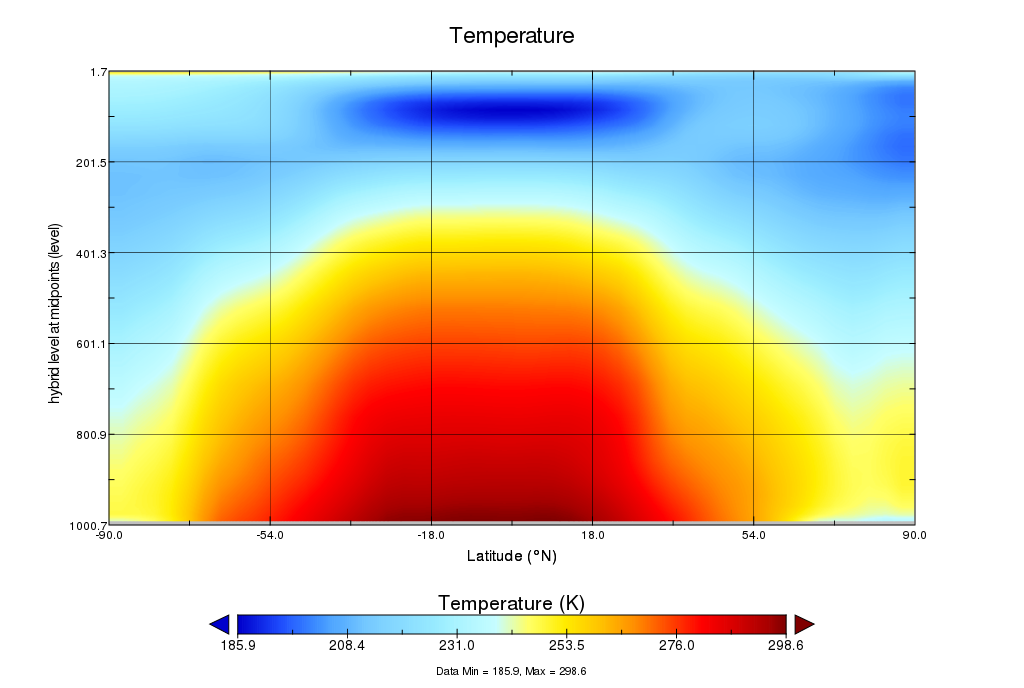 Temperature
1.7
201.5
401.3
601.1
800.9
1000.7
hybrid level at midpoints (level)
-90.0 -54.0 -18.0 18.0 54.0 90.0
Latitude (°N)
Temperature (K)
185.9 208.4 231.0 253.5 276.0 298.6
Data Min = 185.9, Max = 298.6